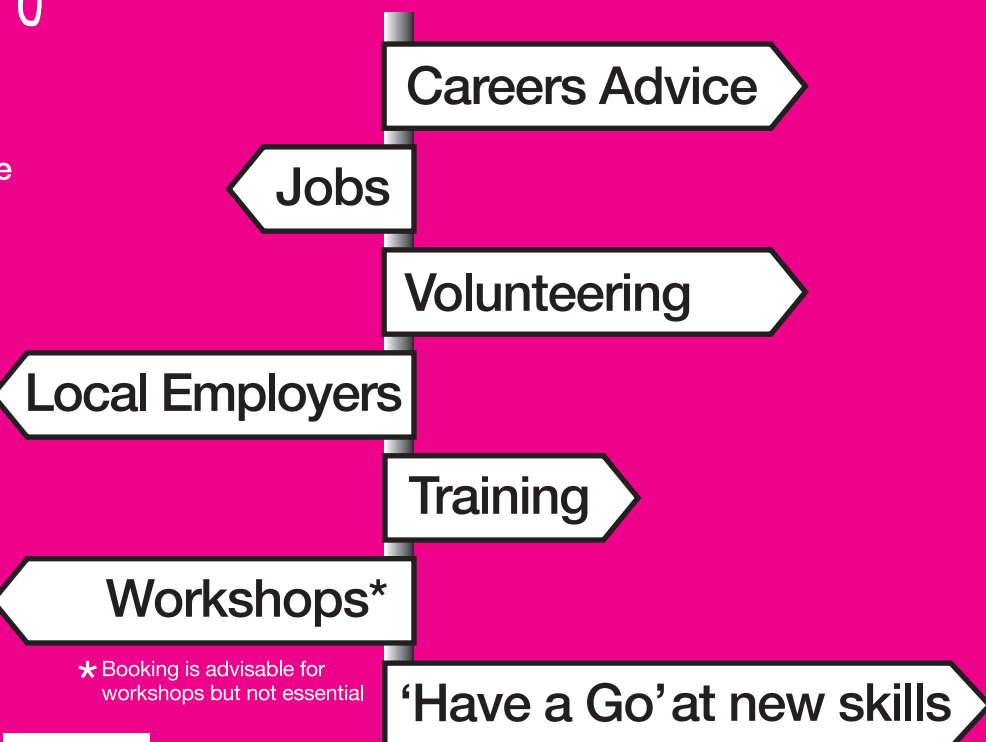 Careers Advice
Jobs
Volunteering
Local Employers
Training
Workshops*
* Booking is advisable for
workshops but not essential
‘Have a Go’ at new skills